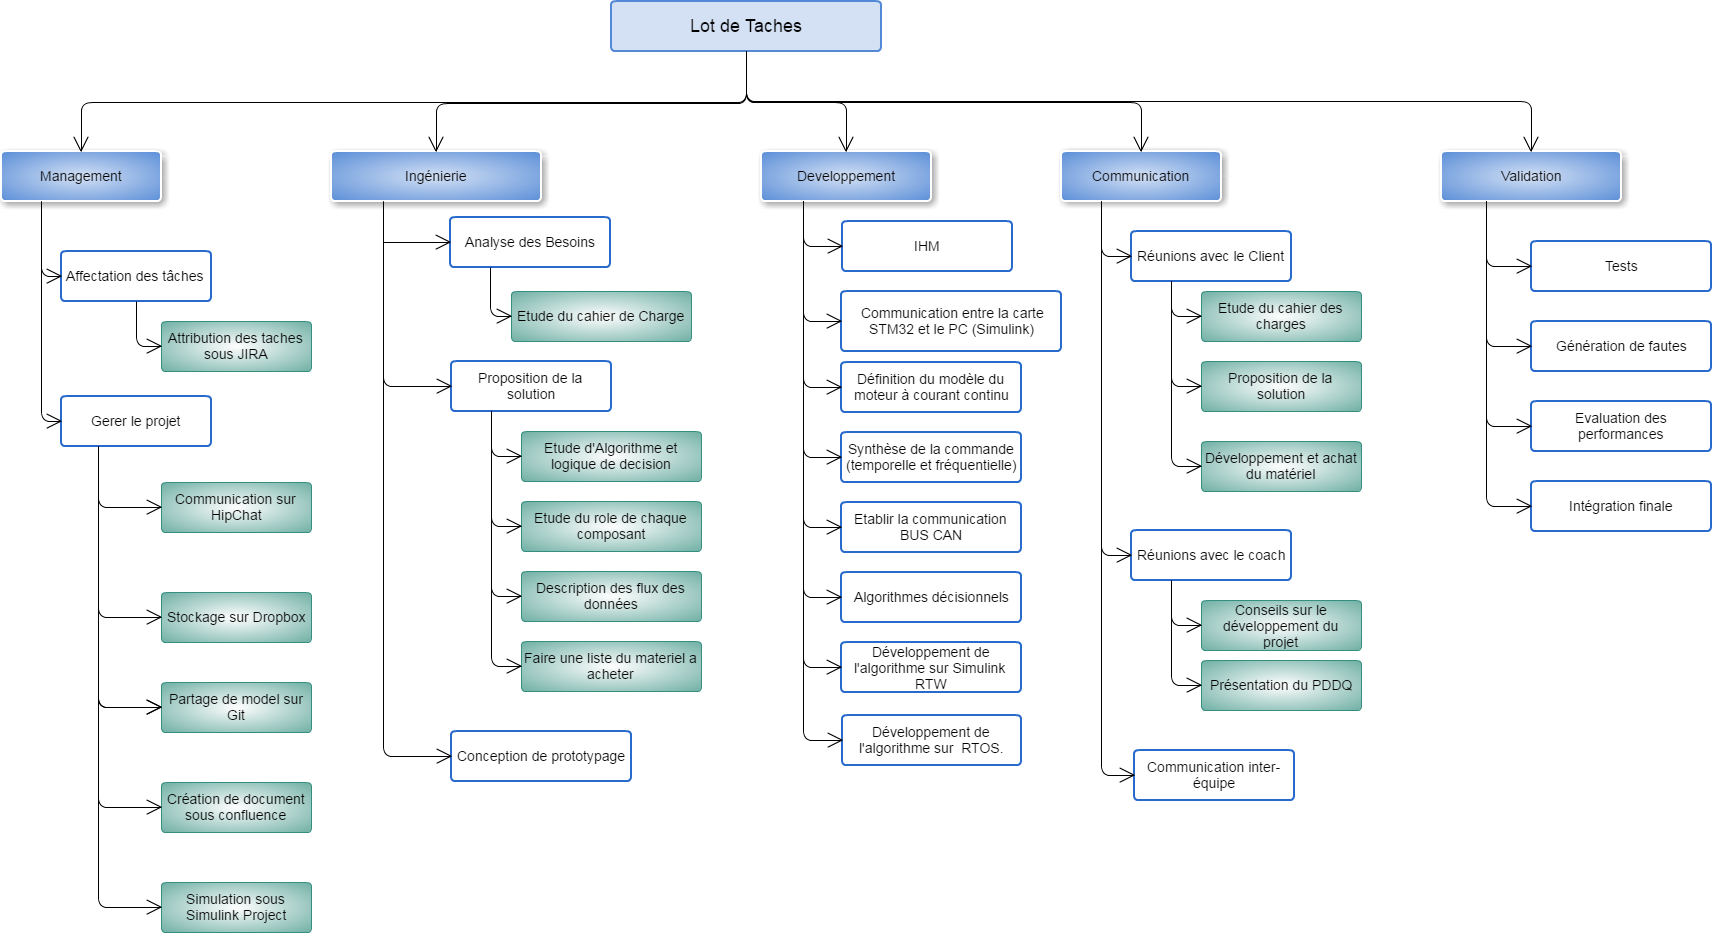 Lot de Taches
Management
Affectation des tâches
Attribution des taches
sous JIRA
Gerer le projet
Communication sur
HipChat
Stockage sur Dropbox
Partage de model sur
Git
Création de document
sous confluence
Simulation sous
Simulink Project
Ingénierie
Analyse des Besoins
Etude du cahier de Charge
Proposition de la
solution
Etude d'Algorithme et
logique de decision
Etude du role de chaque
composant
Description des flux des
données
Faire une liste du materiel a
acheter
Conception de prototypage
Developpement
IHM
Communication entre la carte
STM32 et le PC (Simulink)
Définition du modèle du
moteur à courant continu
Synthèse de la commande
(temporelle et fréquentielle)
Etablir la communication
BUS CAN
Algorithmes décisionnels
Développement de
l'algorithme sur Simulink
RTW
Développement de
l'algorithme sur  RTOS.
Communication
Réunions avec le Client
Etude du cahier des
charges
Proposition de la
solution
Développement et achat
du matériel
Réunions avec le coach
Conseils sur le
développement du
projet
Présentation du PDDQ
Communication inter-
équipe
Validation
Tests
Génération de fautes
Evaluation des
performances
Intégration finale